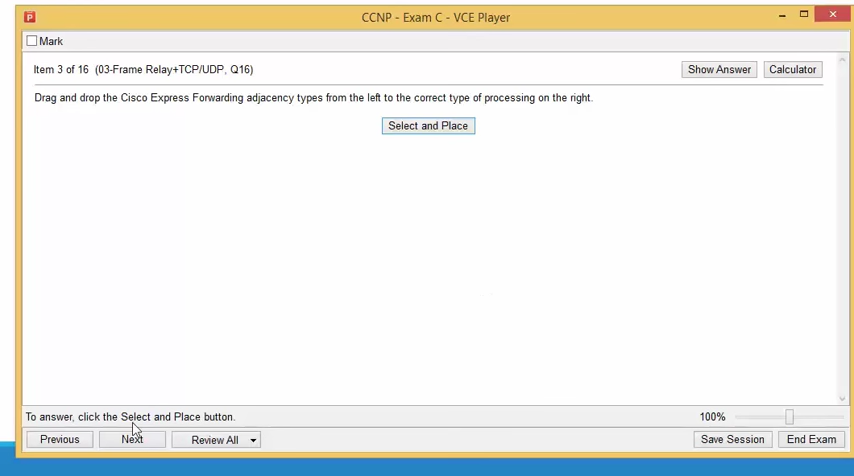 CCNP - Exam C - VCE Player
Mark
Item 3 of 16 (03-Frame Relay+TCP/UDP, Q16)
Show Answer
Calculator
Drag and drop the Cisco Express Forwarding adjacency types from the left to the correct type of processing on the right.
Select and Place
To answer, click the Select and Place button.
100%
Previous
Next
Review All
Save Session
End Exam